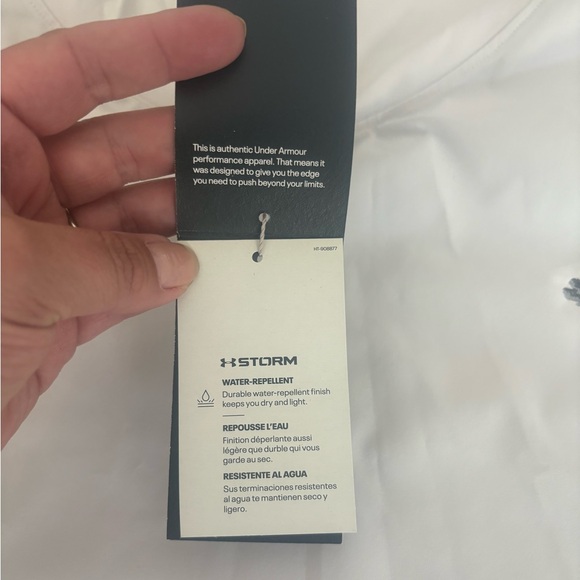 This is authentic Under Armour
performance apparel. That means it
was designed to give you the edge
you need to push beyond your limits.
HT-908977
STORM
WATER-REPELLENT
Durable water-repellent finish
keeps you dry and light.
REPOUSSE L'EAU
Finition déperlante aussi
légère que durble qui vous
garde au sec.
RESISTENTE AL AGUA
Sus terminaciones resistentes
al agua te mantienen seco y
ligero.